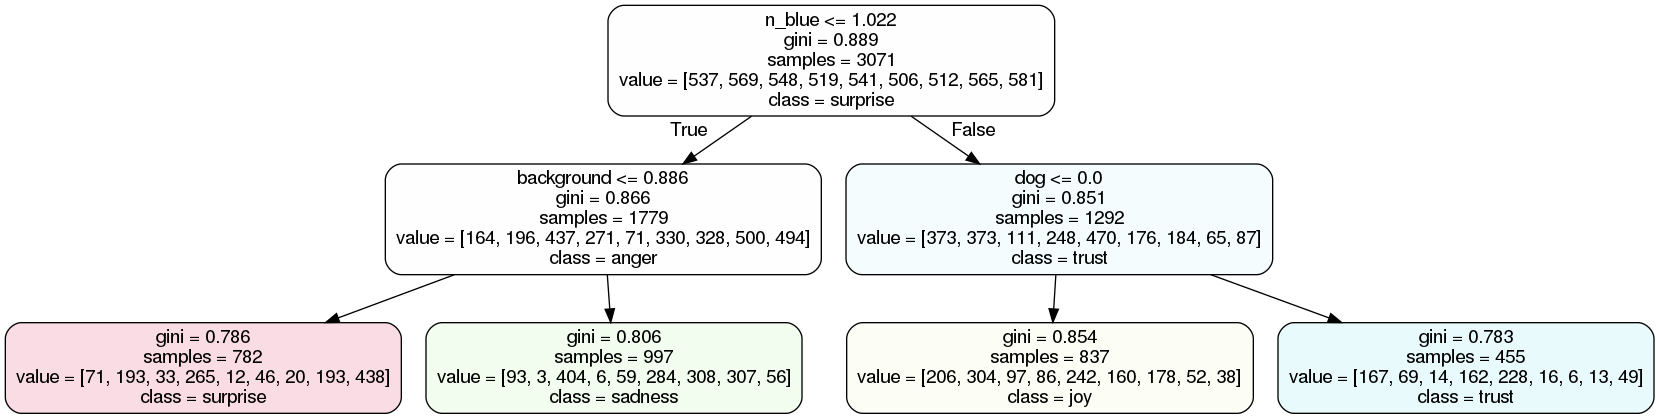 n_blue <= 1.022
gini = 0.889
samples = 3071
value = [537, 569, 548, 519, 541, 506, 512, 565, 581]
class = surprise
True
False
background <= 0.886
gini = 0.866
samples = 1779
value = [164, 196, 437, 271, 71, 330, 328, 500, 494]
class = anger
dog <= 0.0
gini = 0.851
samples = 1292
value = [373, 373, 111, 248, 470, 176, 184, 65, 87]
class = trust
gini = 0.786
samples = 782
value = [71, 193, 33, 265, 12, 46, 20, 193, 438]
class = surprise
gini = 0.806
samples = 997
value = [93, 3, 404, 6, 59, 284, 308, 307, 56]
class = sadness
gini = 0.854
samples = 837
value = [206, 304, 97, 86, 242, 160, 178, 52, 38]
class = joy
gini = 0.783
samples = 455
value = [167, 69, 14, 162, 228, 16, 6, 13, 49]
class = trust